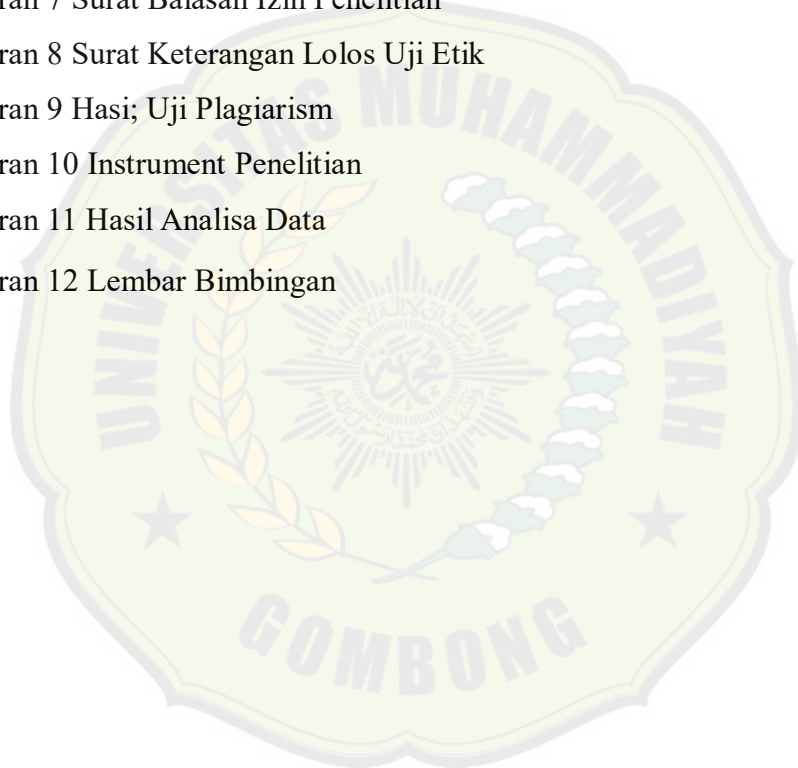 ran 7 Surat Balasan Izin Penelitian
ran 8 Surat Keterangan Lolos Uji Etik
ran 9 Hasi; Uji Plagiarism
ran 10 Instrument Penelitian
ran 11 Hasil Analisa Data
ran 12 Lembar Bimbingan
UNIVERSITAS MUHAMMADIYAH
GOMBONG